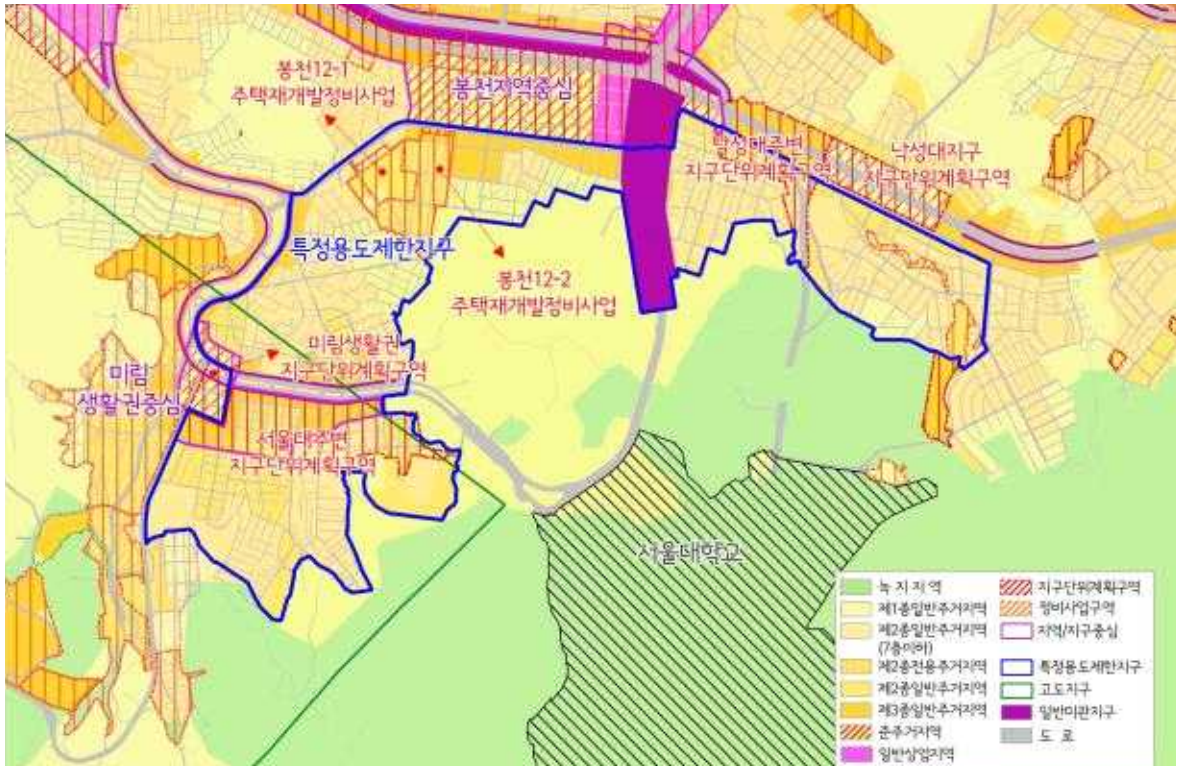 봉천12-1
주택재개발정비사업
봉천지역중심
낙성대주변
지구단위계획구역
낙성대지구
지구단위계획구역
특정용도제한지구
봉천12-2
주택재개발정비사업
미림생활권
지구단위계획구역
미림
생활권중심
서울대주변
지구단위계획구역
서울대학교
녹 지 지 역
제1종일반주거지역
제2종일반주거지역
(7층이하)
제2종전용주거지역
제2종일반주거지역
제3종일반주거지역
준주거지역
일반상업지역
지구단위계획구역
정비사업구역
지역/지구중심
특정용도제한지구
고도지구
일반미관지구
도 로